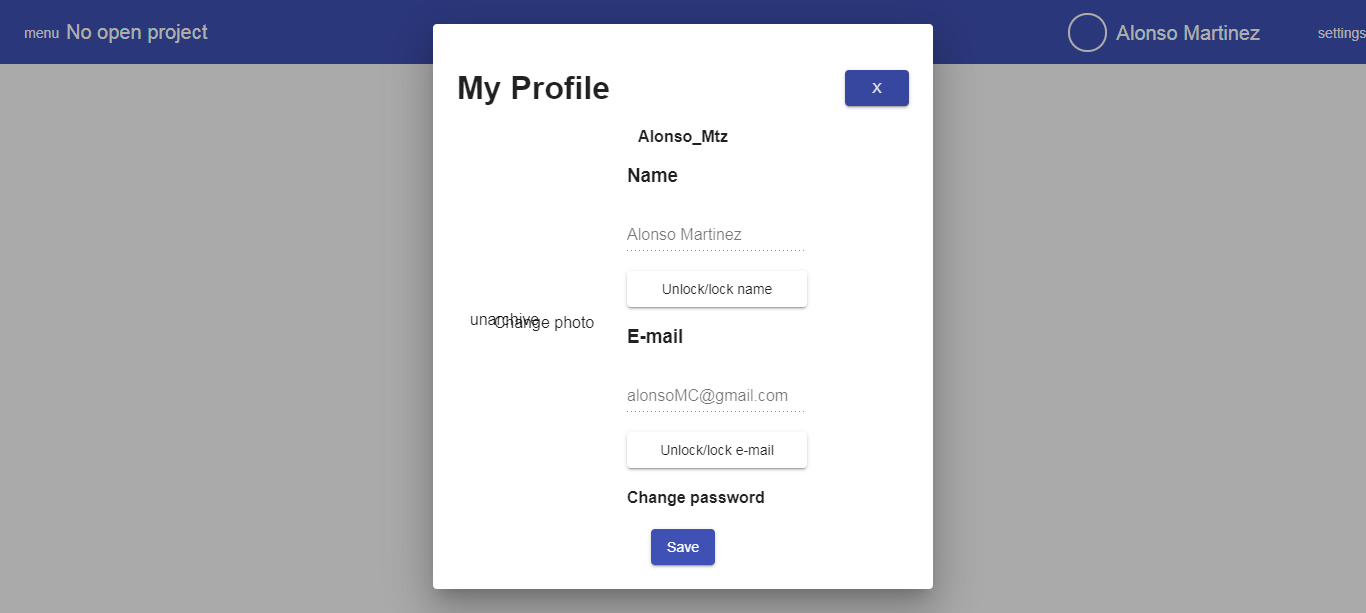 menu No open project
Alonso Martinez
settings
My Profile
X
Alonso_Mtz
Name
Alonso Martinez
Unlock/lock name
unarchive
Change photo
E-mail
alonsoMC@gmail.com
Unlock/lock e-mail
Change password
Save